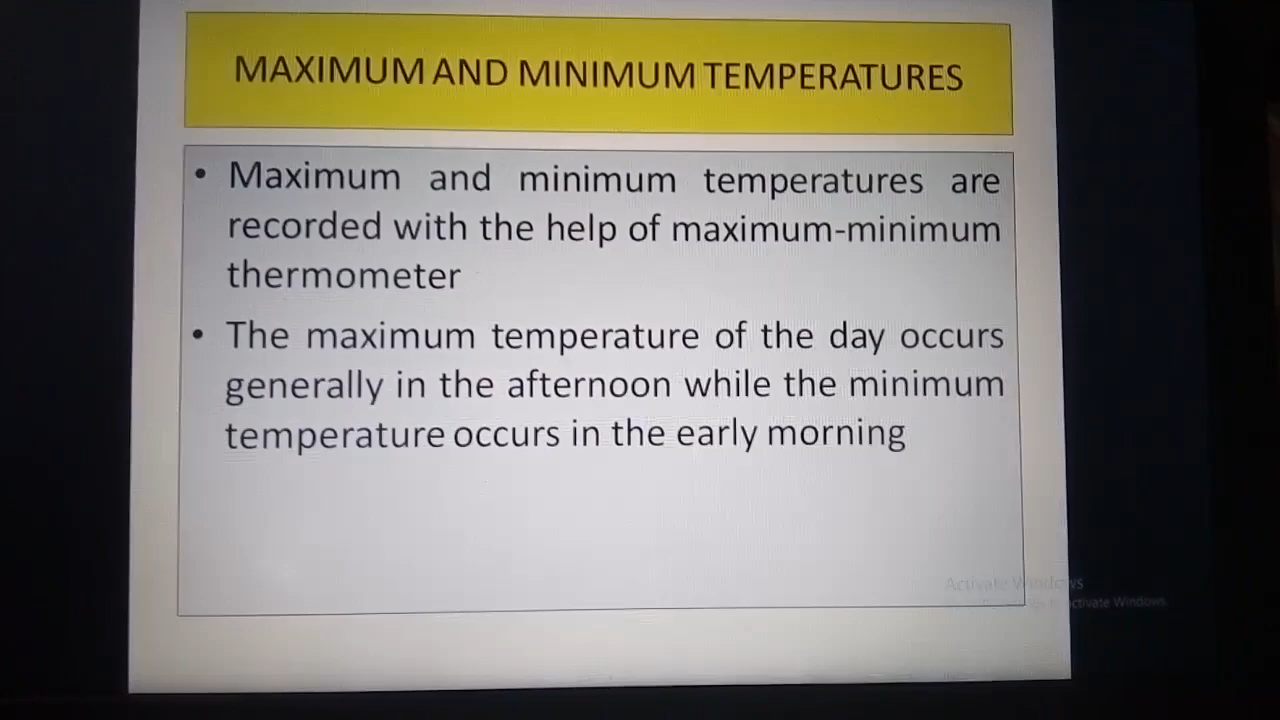 MAXIMUM AND MINIMUM TEMPERATURES
• Maximum and minimum temperatures are
recorded with the help of maximum-minimum
thermometer
• The maximum temperature of the day occurs
generally in the afternoon while the minimum
temperature occurs in the early morning
Activate Windows
Activate Windows